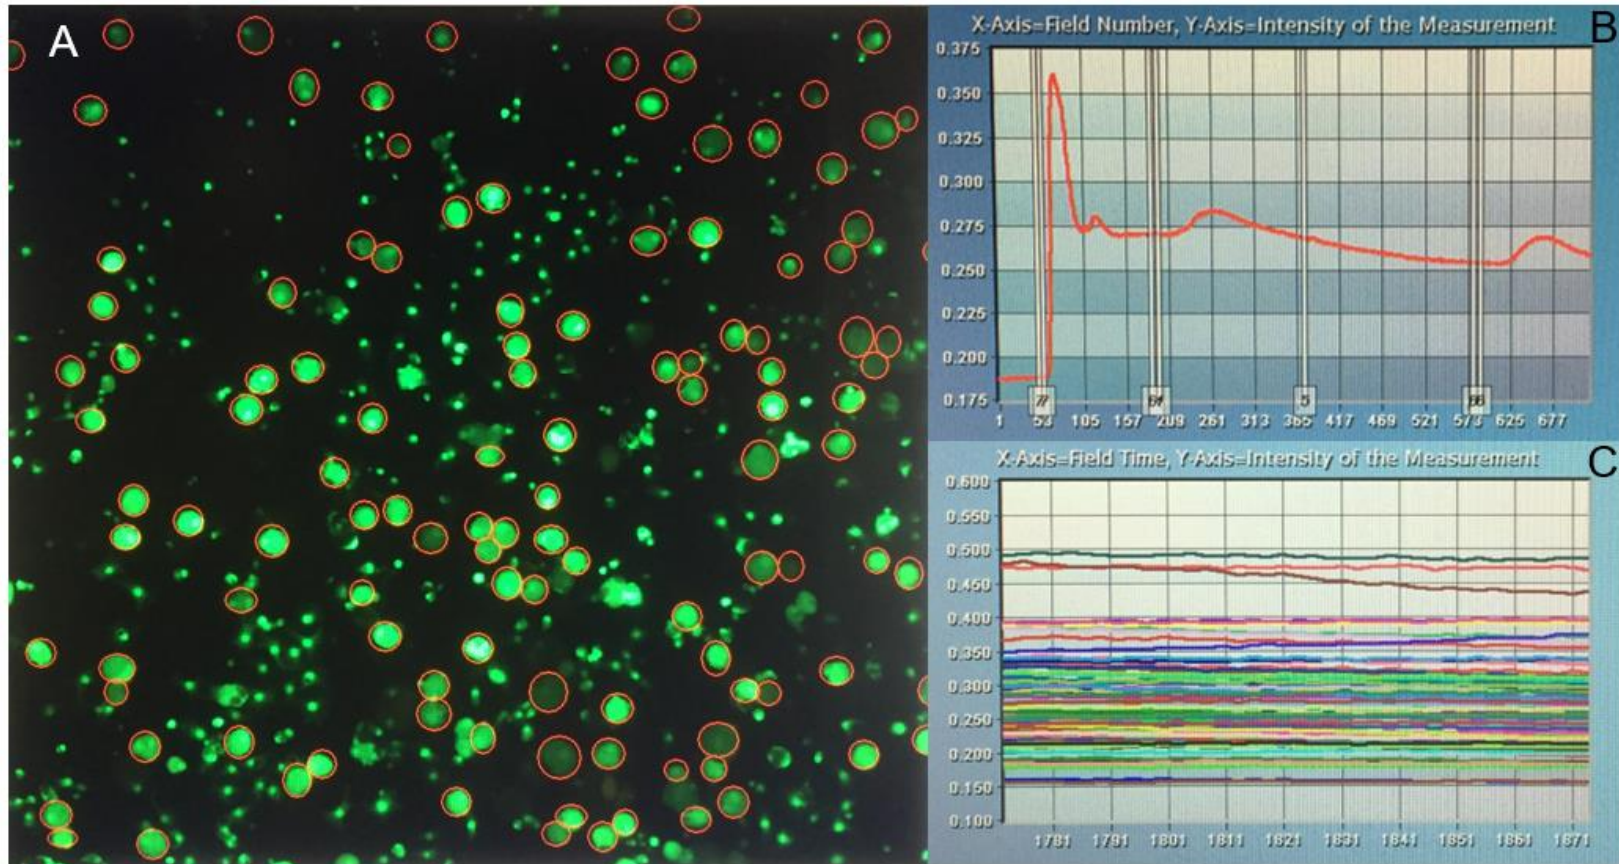 A
X-Axis=Field Number, Y-Axis=Intensity of the Measurement
B
0.375
0.350
0.325
0.300
0.275
0.250
0.225
0.200
0.175
1 53 105 157 209 261 313 365 417 469 521 573 625 677
X-Axis=Field Time, Y-Axis=Intensity of the Measurement
C
0.600
0.550
0.500
0.450
0.400
0.350
0.300
0.250
0.200
0.150
0.100
1781 1791 1801 1811 1821 1831 1841 1851 1861 1871